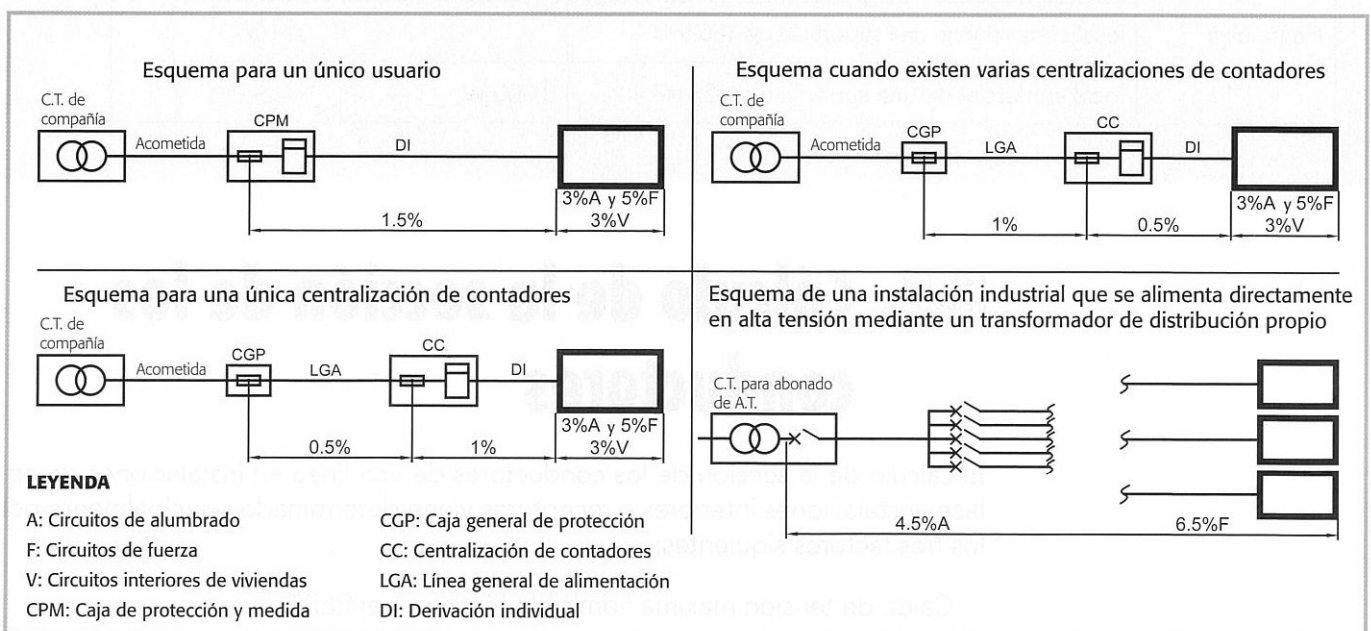 Esquema para un único usuario
C.T. de
compañía
Acometida
CPM
DI
3%A y 5%F
3%V
1.5%
Esquema cuando existen varias centralizaciones de contadores
C.T. de
compañía
Acometida
CGP
LGA
CC
DI
3%A y 5%F
3%V
1%
0.5%
Esquema para una única centralización de contadores
C.T. de
compañía
Acometida
CGP
LGA
CC
DI
3%A y 5%F
3%V
0.5%
1%
Esquema de una instalación industrial que se alimenta directamente
en alta tensión mediante un transformador de distribución propio
C.T. para abonado
de A.T.
4.5%A
6.5%F
LEYENDA
A: Circuitos de alumbrado
F: Circuitos de fuerza
V: Circuitos interiores de viviendas
CPM: Caja de protección y medida
CGP: Caja general de protección
CC: Centralización de contadores
LGA: Línea general de alimentación
DI: Derivación individual